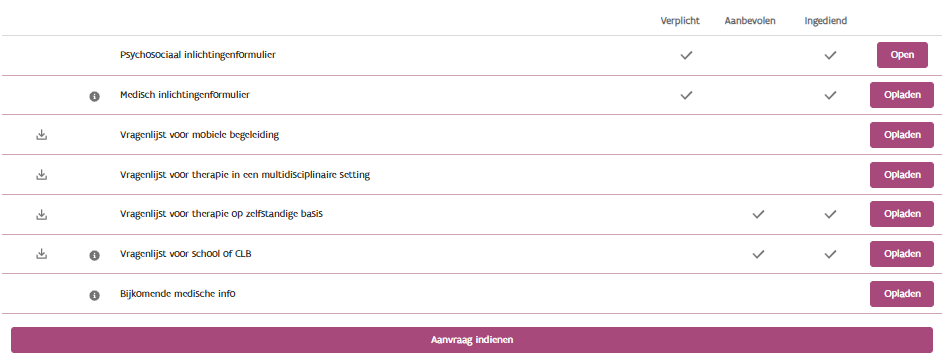 Verplicht Aanbevolen Ingediend
Psychosociaal inlichtingenformulier Open
Medisch inlichtingenformulier Opladen
Vragenlijst voor mobiele begeleiding Opladen
Vragenlijst voor therapie in een multidisciplinaire setting Opladen
Vragenlijst voor therapie op zelfstandige basis Opladen
Vragenlijst voor school of CLB Opladen
Bijkomende medische info Opladen
Aanvraag indienen